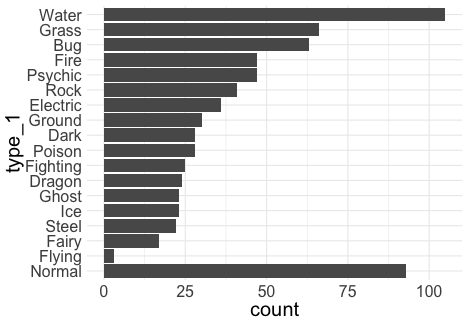 Water
Grass
Bug
Fire
Psychic
Rock
Electric
Ground
Dark
Poison
Fighting
Dragon
Ghost
Ice
Steel
Fairy
Flying
Normal
type_1
0 25 50 75 100
count